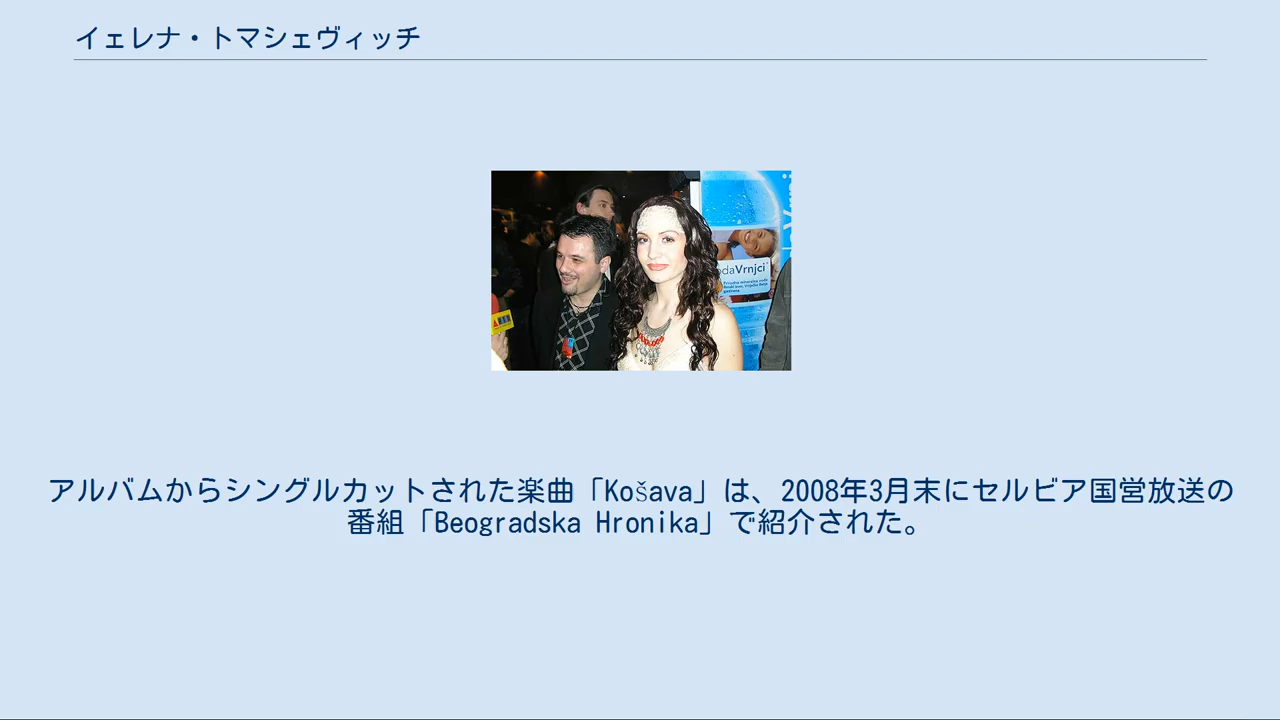 イェレナ・トマシェヴィッチ
odaVrnjci
アルバムからシングルカットされた楽曲「Košava」は、2008年3月末にセルビア国営放送の
番組「Beogradska Hronika」で紹介された。